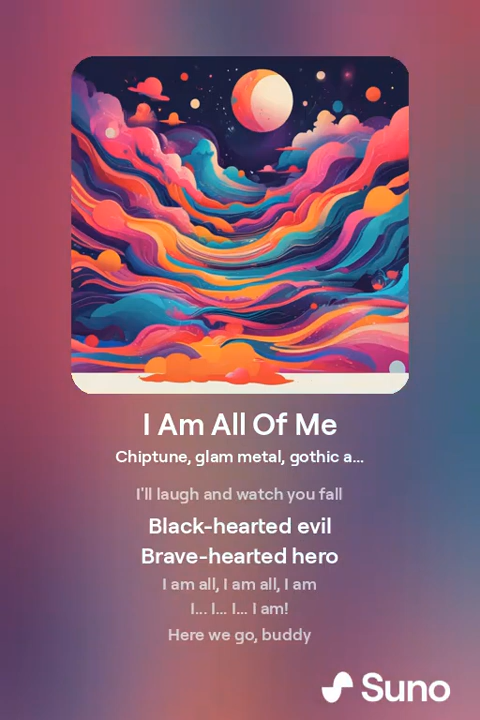 I Am All Of Me
Chiptune, glam metal, gothic a...
I'll laugh and watch you fall
Black-hearted evil
Brave-hearted hero
I am all, I am all, I am
I... I... I... I am!
Here we go, buddy
Suno